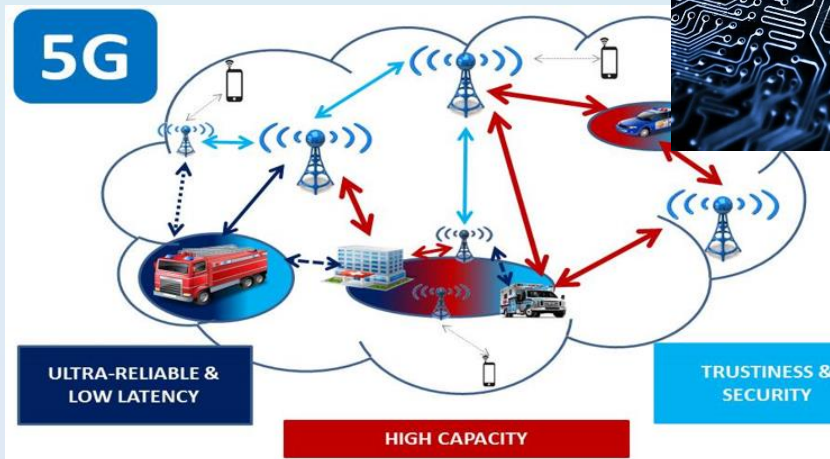 5G
ULTRA-RELIABLE &
LOW LATENCY
TRUSTINESS &
SECURITY
HIGH CAPACITY